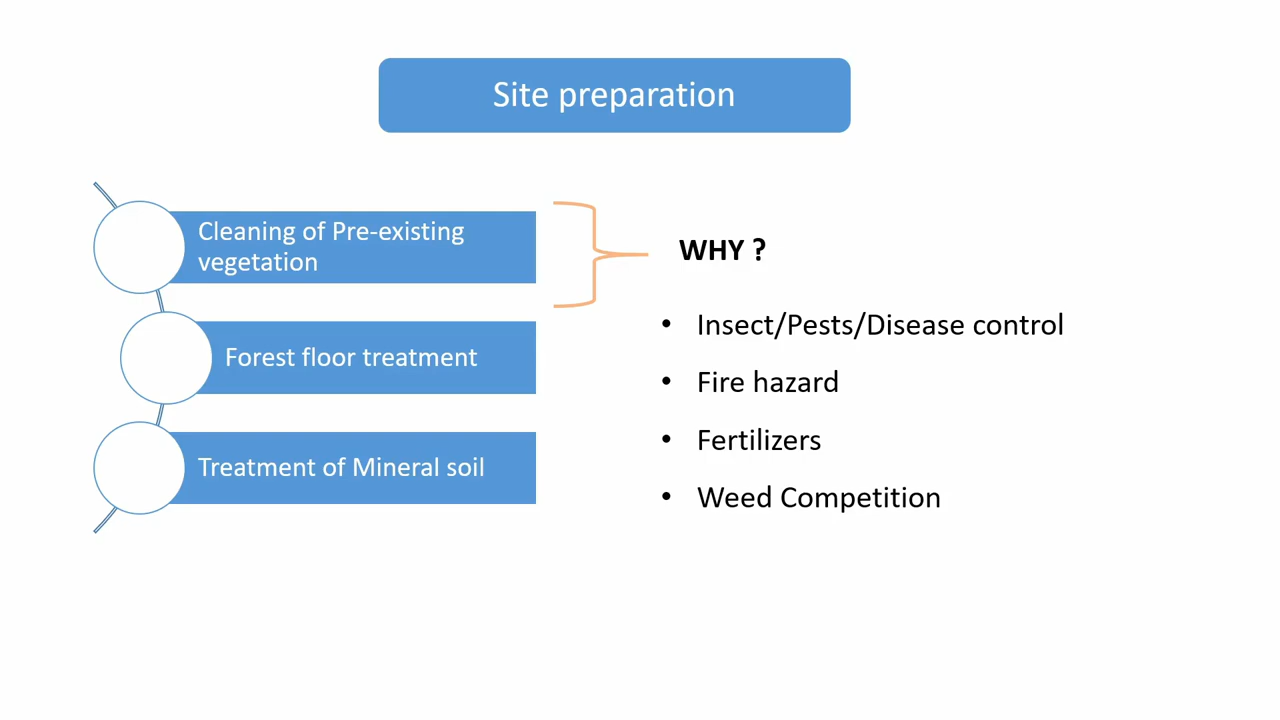 Site preparation
Cleaning of Pre-existing
vegetation
Forest floor treatment
Treatment of Mineral soil
WHY ?
• Insect/Pests/Disease control
• Fire hazard
• Fertilizers
• Weed Competition